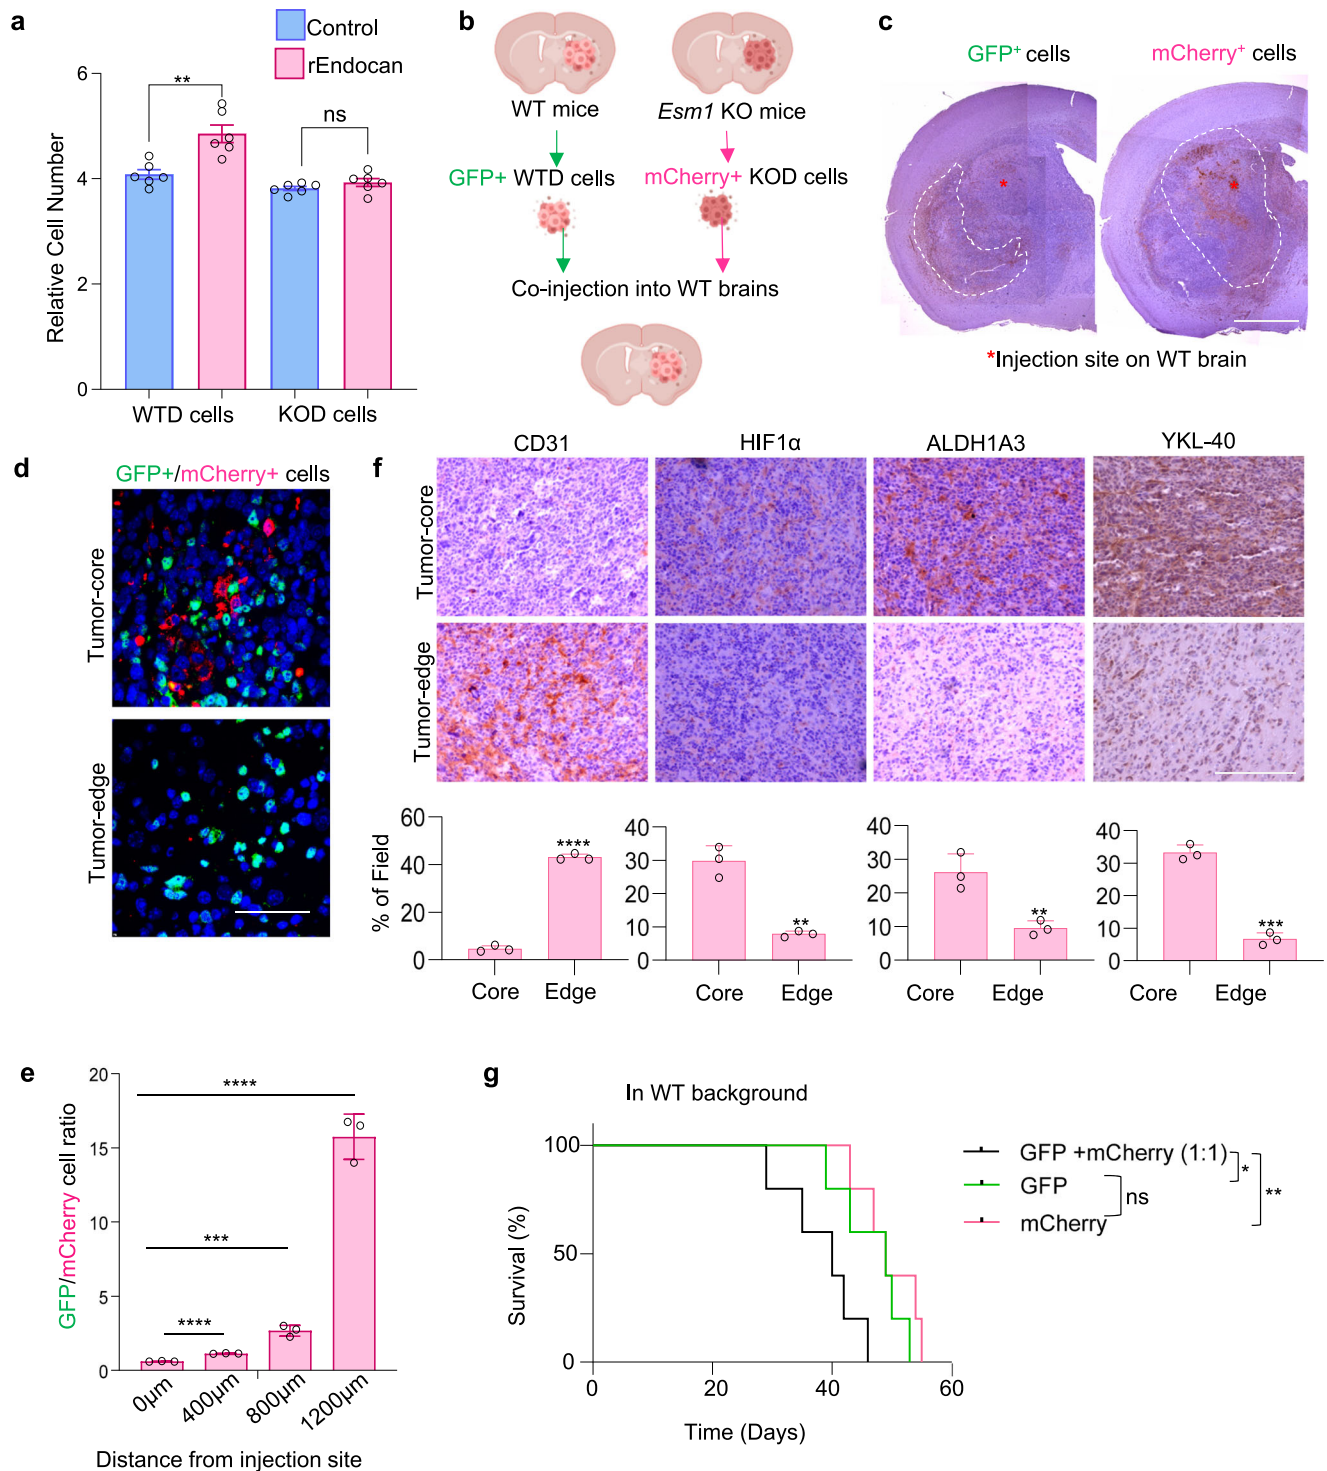 a
Control
rEndocan
Relative Cell Number
6
4
2
0
**
ns
WTD cells
KOD cells
b
WT mice
Esm1 KO mice
GFP+ WTD cells
mCherry+ KOD cells
Co-injection into WT brains
c
GFP+ cells
mCherry+ cells
*
*
*Injection site on WT brain
d
GFP+/mCherry+ cells
Tumor-core
Tumor-edge
f
CD31
HIF1α
ALDH1A3
YKL-40
Tumor-core
Tumor-edge
% of Field
60
40
20
0
****
Core
Edge
40
30
20
10
0
**
Core
Edge
40
30
20
10
0
**
Core
Edge
40
30
20
10
0
***
Core
Edge
e
GFP/mCherry cell ratio
20
15
10
5
0
****
***
****
0µm
400µm
800µm
1200µm
Distance from injection site
g
In WT background
Survival (%)
100
50
0
0
20
40
60
Time (Days)
GFP +mCherry (1:1)
GFP
mCherry
*
ns
**